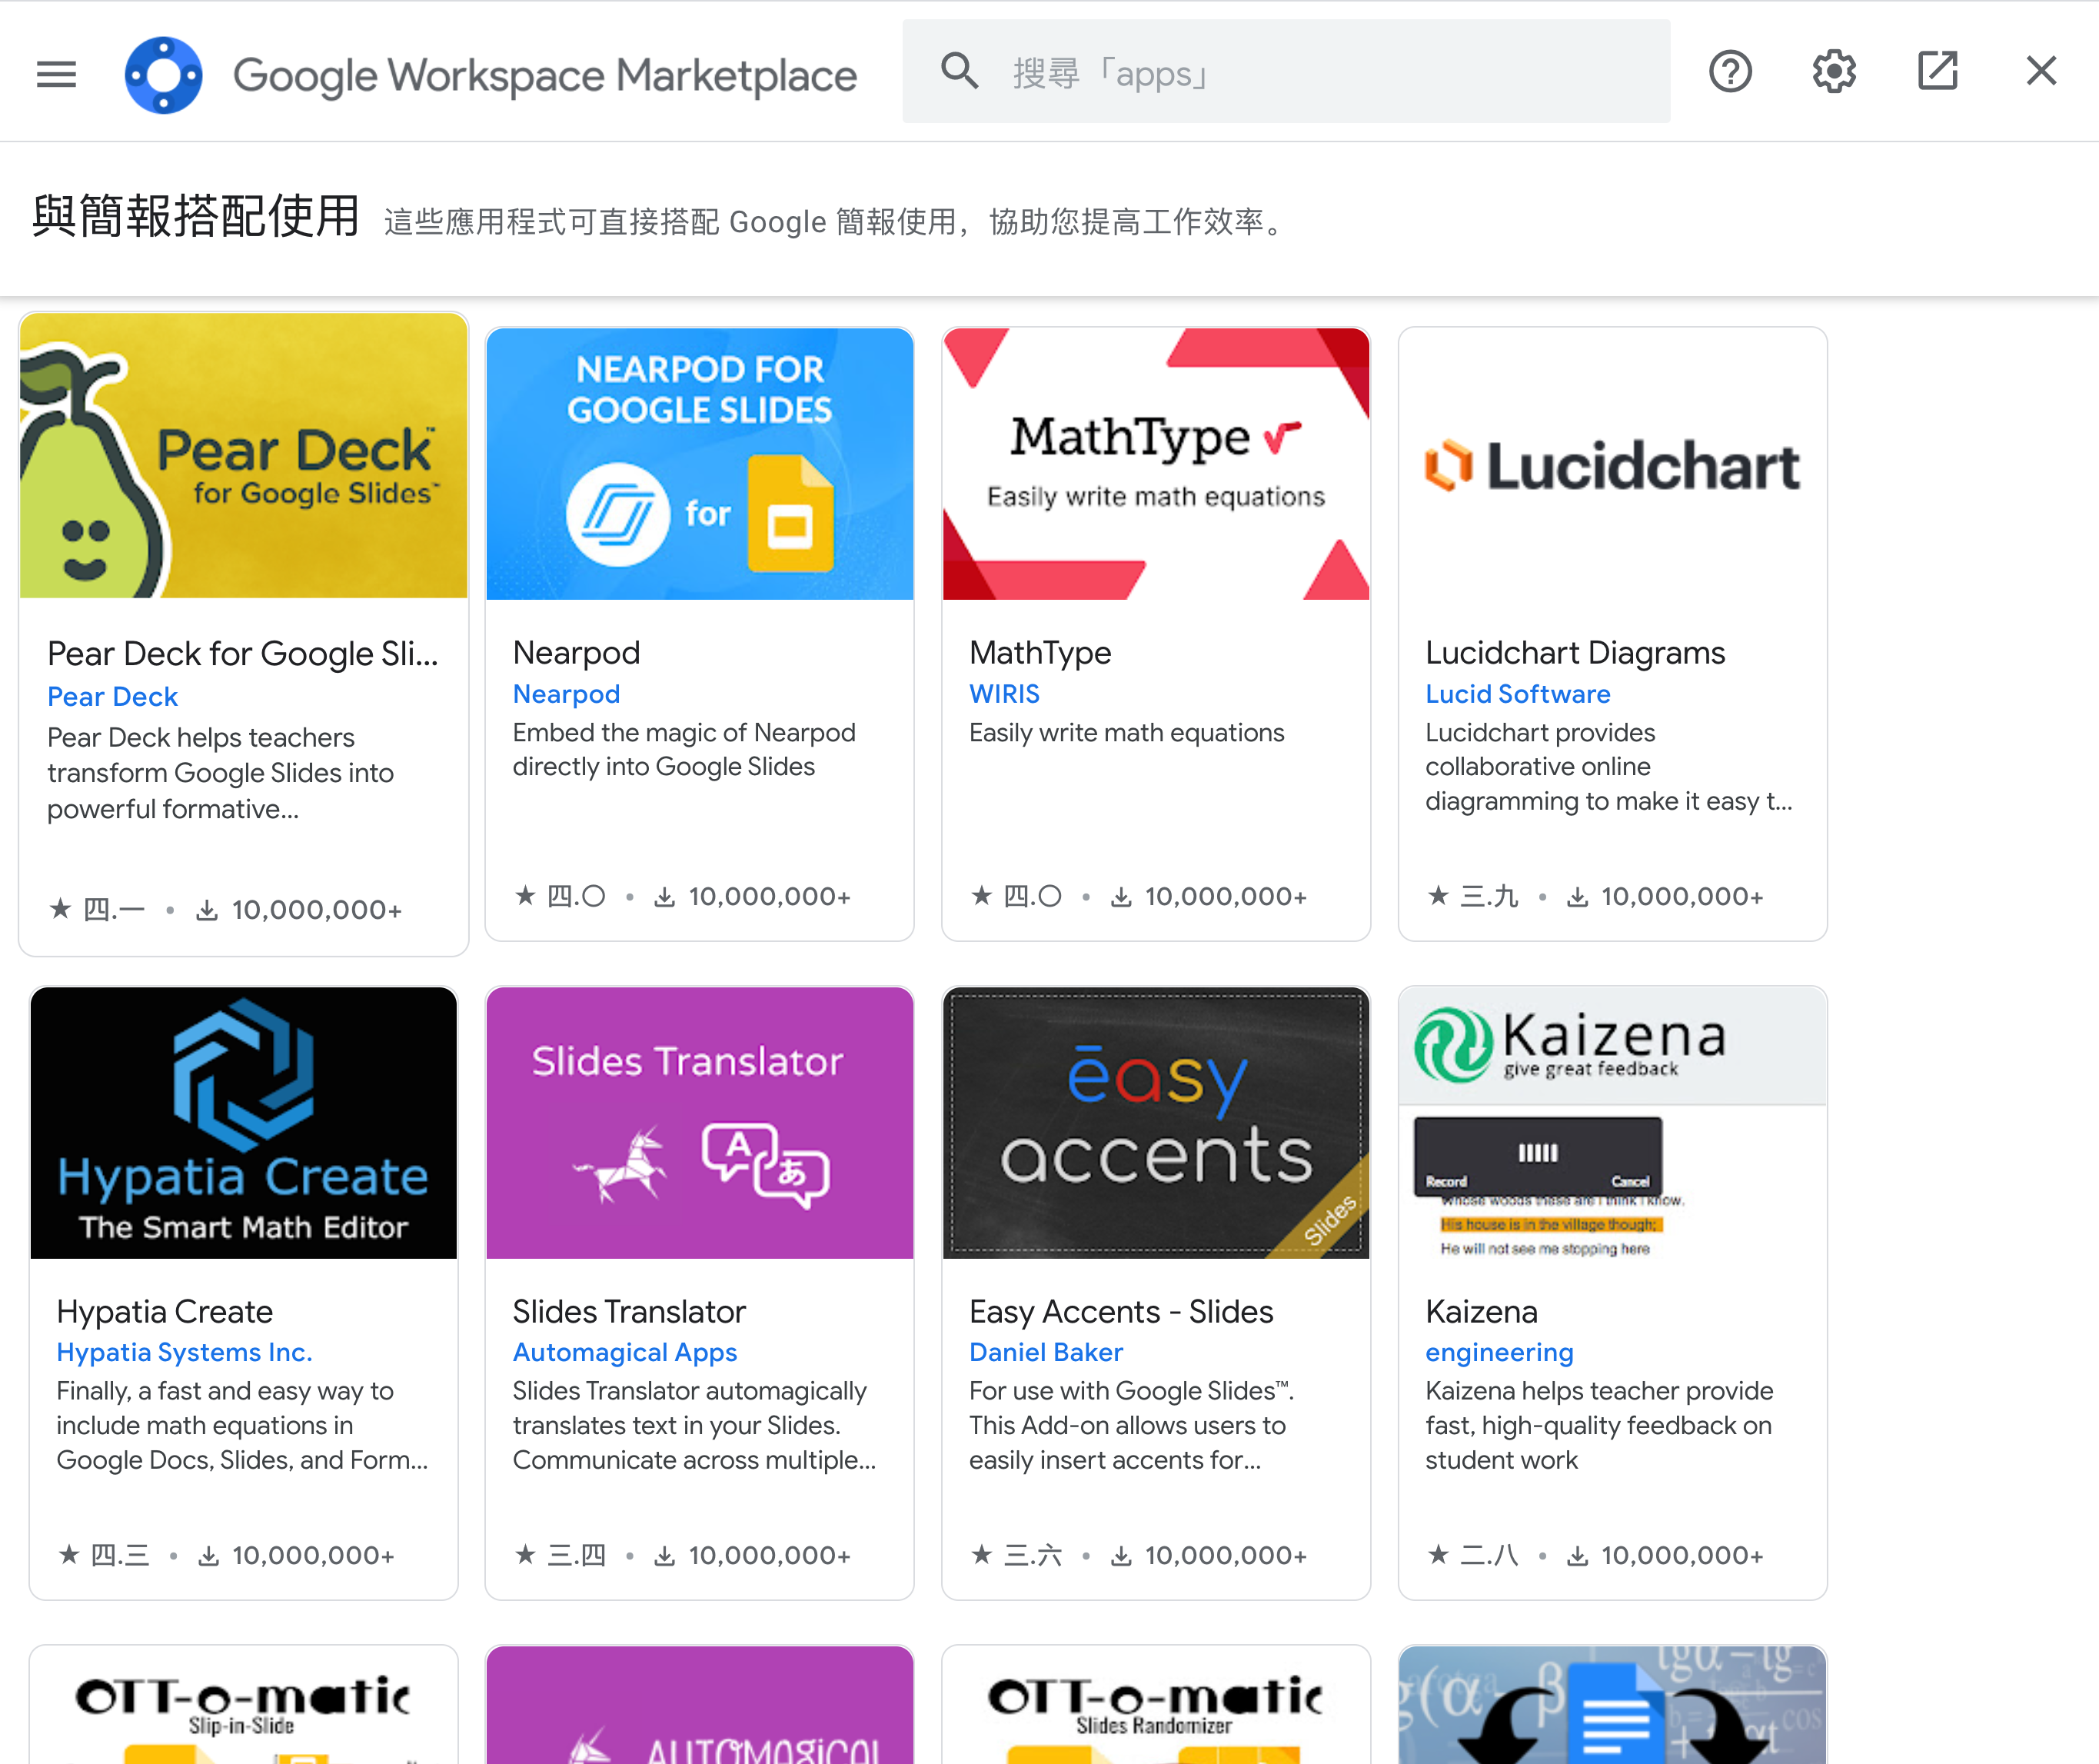 Google Workspace Marketplace
搜尋「apps」
與簡報搭配使用
這些應用程式可直接搭配 Google 簡報使用，協助您提高工作效率。
Pear Deck™
for Google Slides™
Pear Deck for Google Sli...
Pear Deck
Pear Deck helps teachers
transform Google Slides into
powerful formative...
★ 四.一 • 10,000,000+
NEARPOD FOR
GOOGLE SLIDES
for
Nearpod
Nearpod
Embed the magic of Nearpod
directly into Google Slides
★ 四.〇 • 10,000,000+
MathType
Easily write math equations
MathType
WIRIS
Easily write math equations
★ 四.〇 • 10,000,000+
Lucidchart
Lucidchart Diagrams
Lucid Software
Lucidchart provides
collaborative online
diagramming to make it easy t...
★ 三.九 • 10,000,000+
Hypatia Create
The Smart Math Editor
Hypatia Create
Hypatia Systems Inc.
Finally, a fast and easy way to
include math equations in
Google Docs, Slides, and Form...
★ 四.三 • 10,000,000+
Slides Translator
A あ
Slides Translator
Automagical Apps
Slides Translator automagically
translates text in your Slides.
Communicate across multiple...
★ 三.四 • 10,000,000+
ēasy
accents
Slides
Easy Accents - Slides
Daniel Baker
For use with Google Slides™.
This Add-on allows users to
easily insert accents for...
★ 三.六 • 10,000,000+
Kaizena
give great feedback
Record Cancel
Whose woods these are I think I know.
His house is in the village though;
He will not see me stopping here
Kaizena
engineering
Kaizena helps teacher provide
fast, high-quality feedback on
student work
★ 二.八 • 10,000,000+
OTT-o-matic
Slip-in-Slide
AUTOMAGICAL
OTT-o-matic
Slides Randomizer